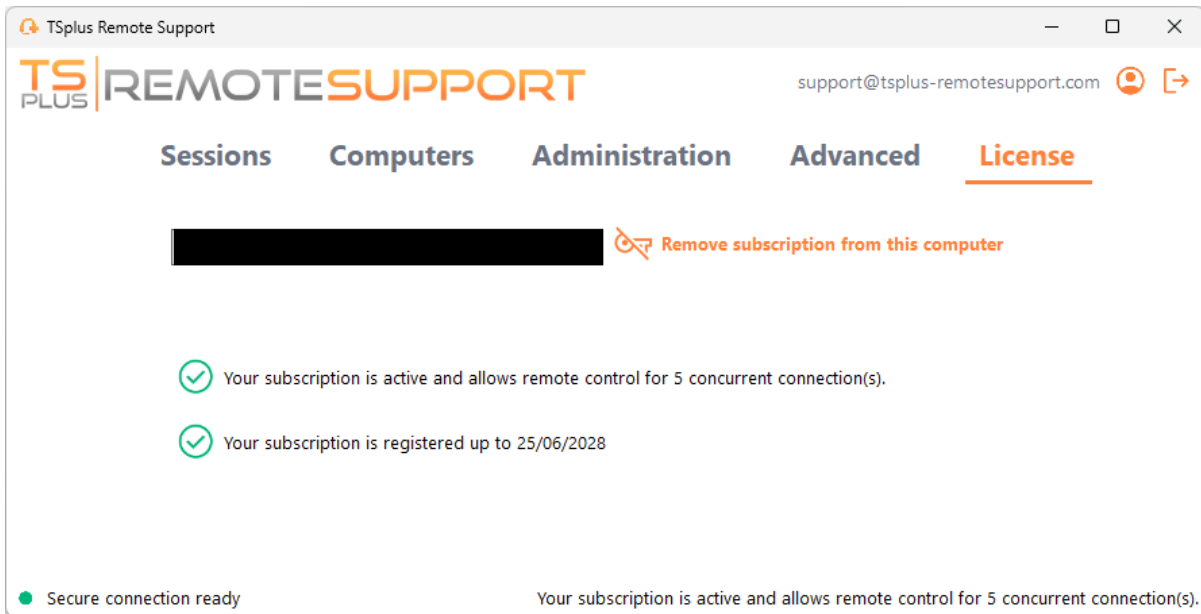 TSplus Remote Support
TS PLUS REMOTESUPPORT
support@tsplus-remotesupport.com
Sessions Computers Administration Advanced License
Remove subscription from this computer
Your subscription is active and allows remote control for 5 concurrent connection(s).
Your subscription is registered up to 25/06/2028
Secure connection ready Your subscription is active and allows remote control for 5 concurrent connection(s).